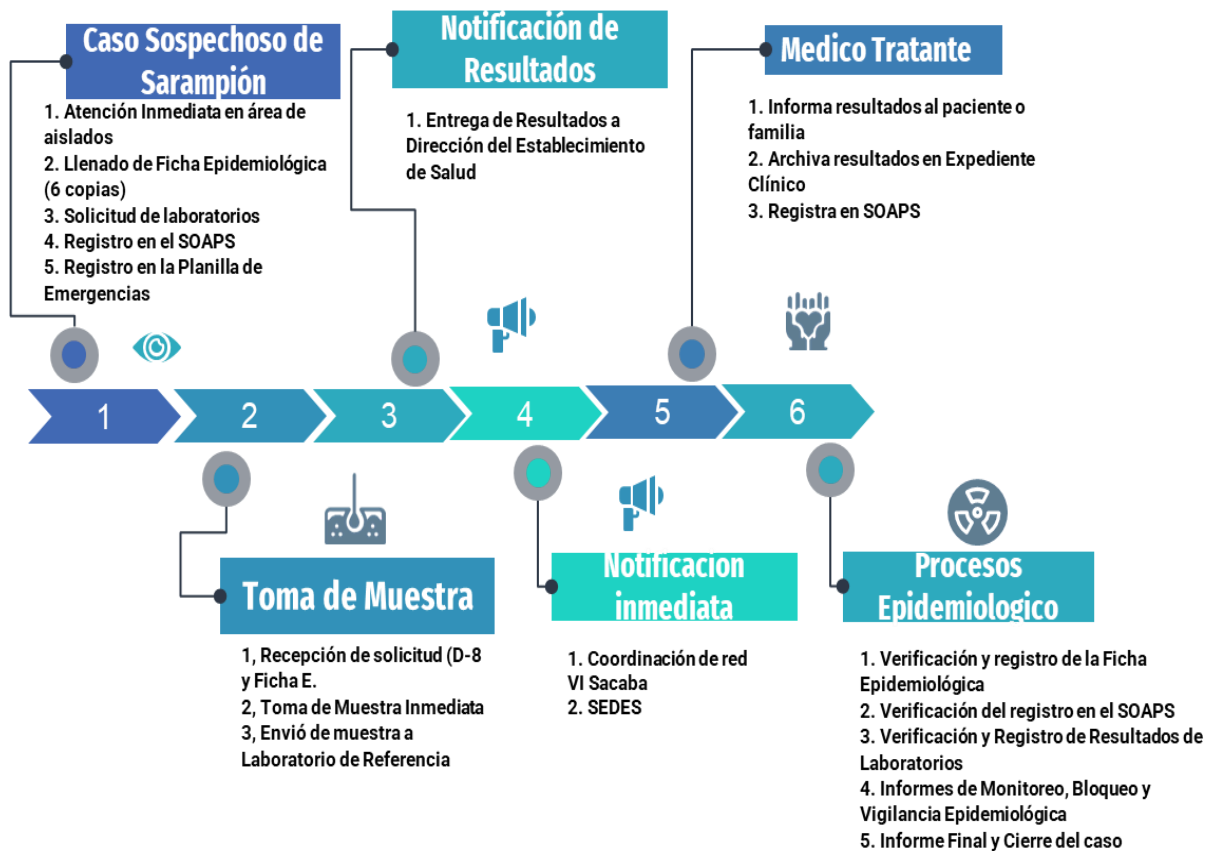 Caso Sospechoso de
Sarampión
1. Atención Inmediata en área de
aislados
2. Llenado de Ficha Epidemiológica
(6 copias)
3. Solicitud de laboratorios
4. Registro en el SOAPS
5. Registro en la Planilla de
Emergencias
Notificación de
Resultados
1. Entrega de Resultados a
Dirección del Establecimiento
de Salud
Medico Tratante
1. Informa resultados al paciente o
familia
2. Archiva resultados en Expediente
Clínico
3. Registra en SOAPS
1
2
3
4
5
6
Toma de Muestra
1, Recepción de solicitud (D-8
y Ficha E.
2, Toma de Muestra Inmediata
3, Envió de muestra a
Laboratorio de Referencia
Notificacion
inmediata
1. Coordinación de red
VI Sacaba
2. SEDES
Procesos
Epidemiologico
1. Verificación y registro de la Ficha
Epidemiológica
2. Verificación del registro en el SOAPS
3. Verificación y Registro de Resultados de
Laboratorios
4. Informes de Monitoreo, Bloqueo y
Vigilancia Epidemiológica
5. Informe Final y Cierre del caso